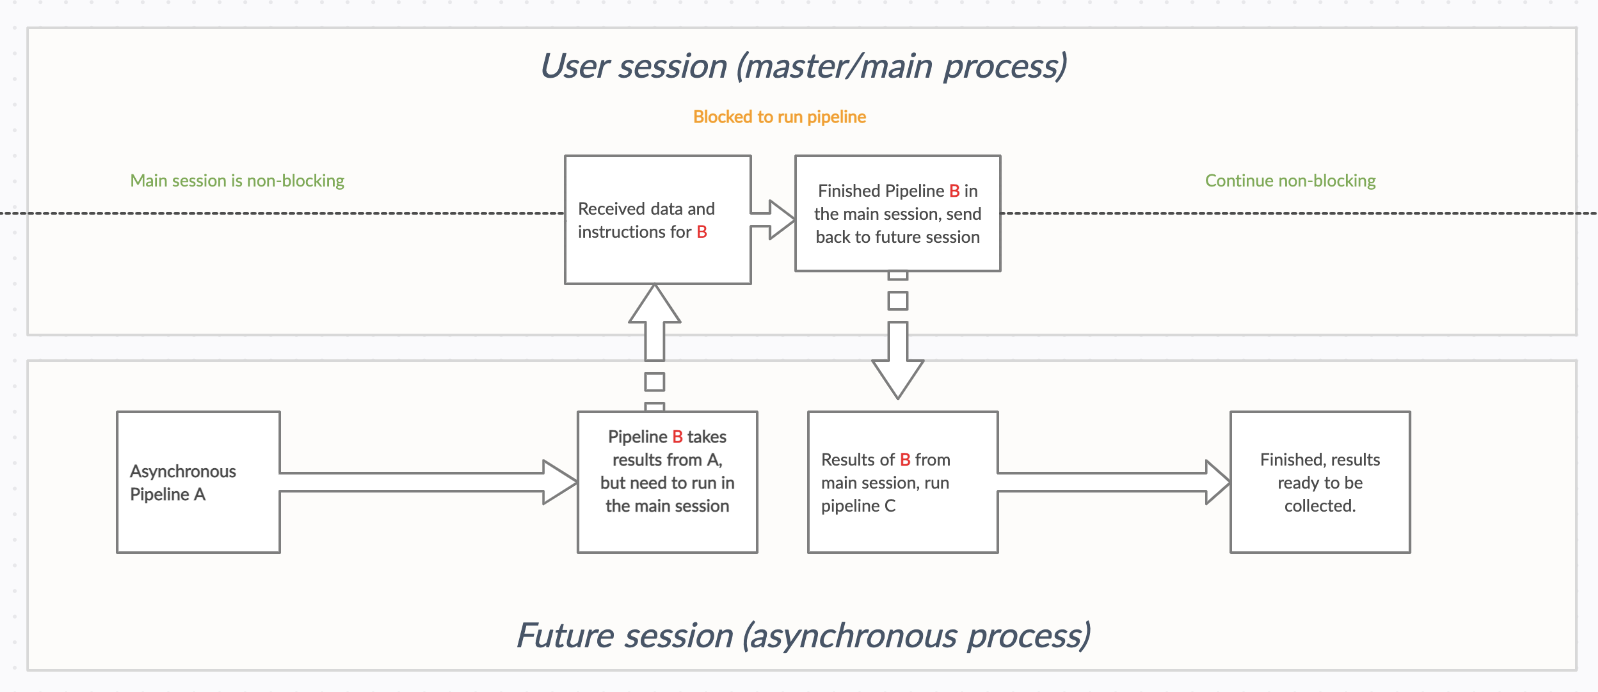 User session (master/main process)
Blocked to run pipeline
Main session is non-blocking
Continue non-blocking
Received data and
instructions for B
Finished Pipeline B in
the main session, send
back to future session
Asynchronous
Pipeline A
Pipeline B takes
results from A,
but need to run in
the main session
Results of B from
main session, run
pipeline C
Finished, results
ready to be
collected.
Future session (asynchronous process)